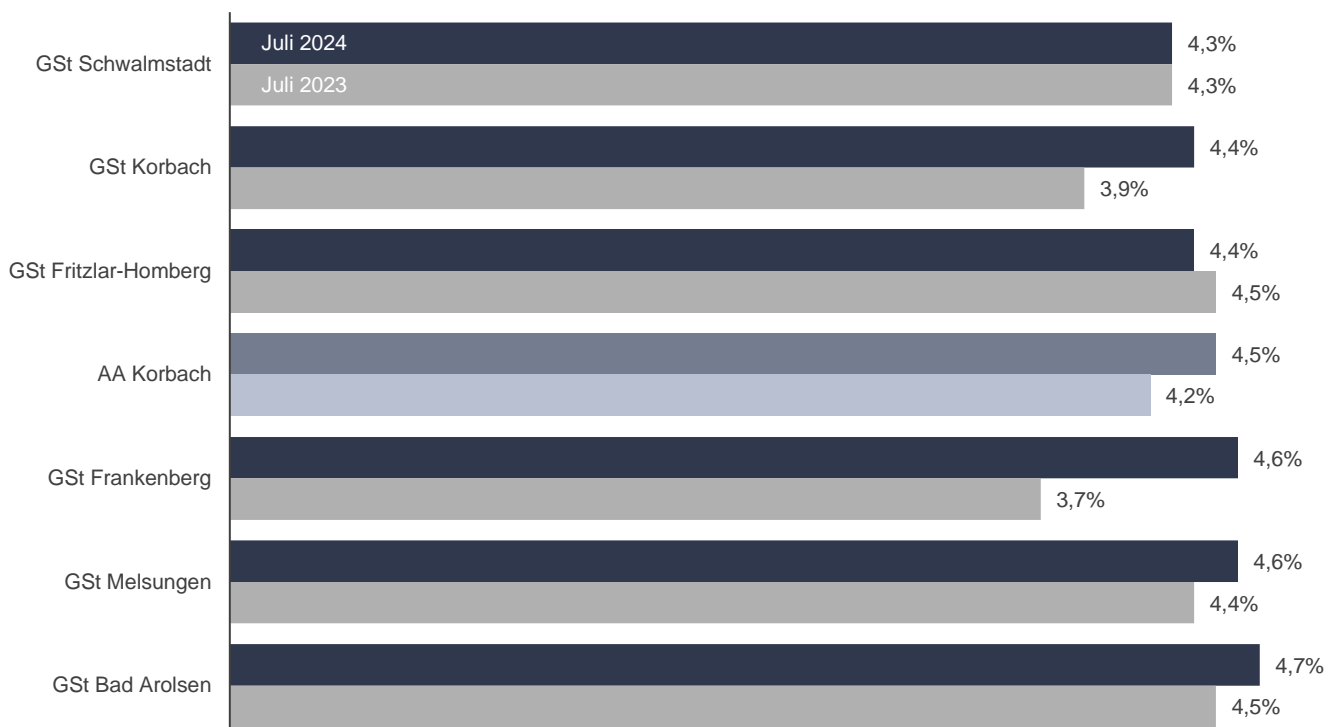 GSt Schwalmstadt
Juli 2024
4,3%
Juli 2023
4,3%
GSt Korbach
4,4%
3,9%
GSt Fritzlar-Homberg
4,4%
4,5%
AA Korbach
4,5%
4,2%
GSt Frankenberg
4,6%
3,7%
GSt Melsungen
4,6%
4,4%
GSt Bad Arolsen
4,7%
4,5%